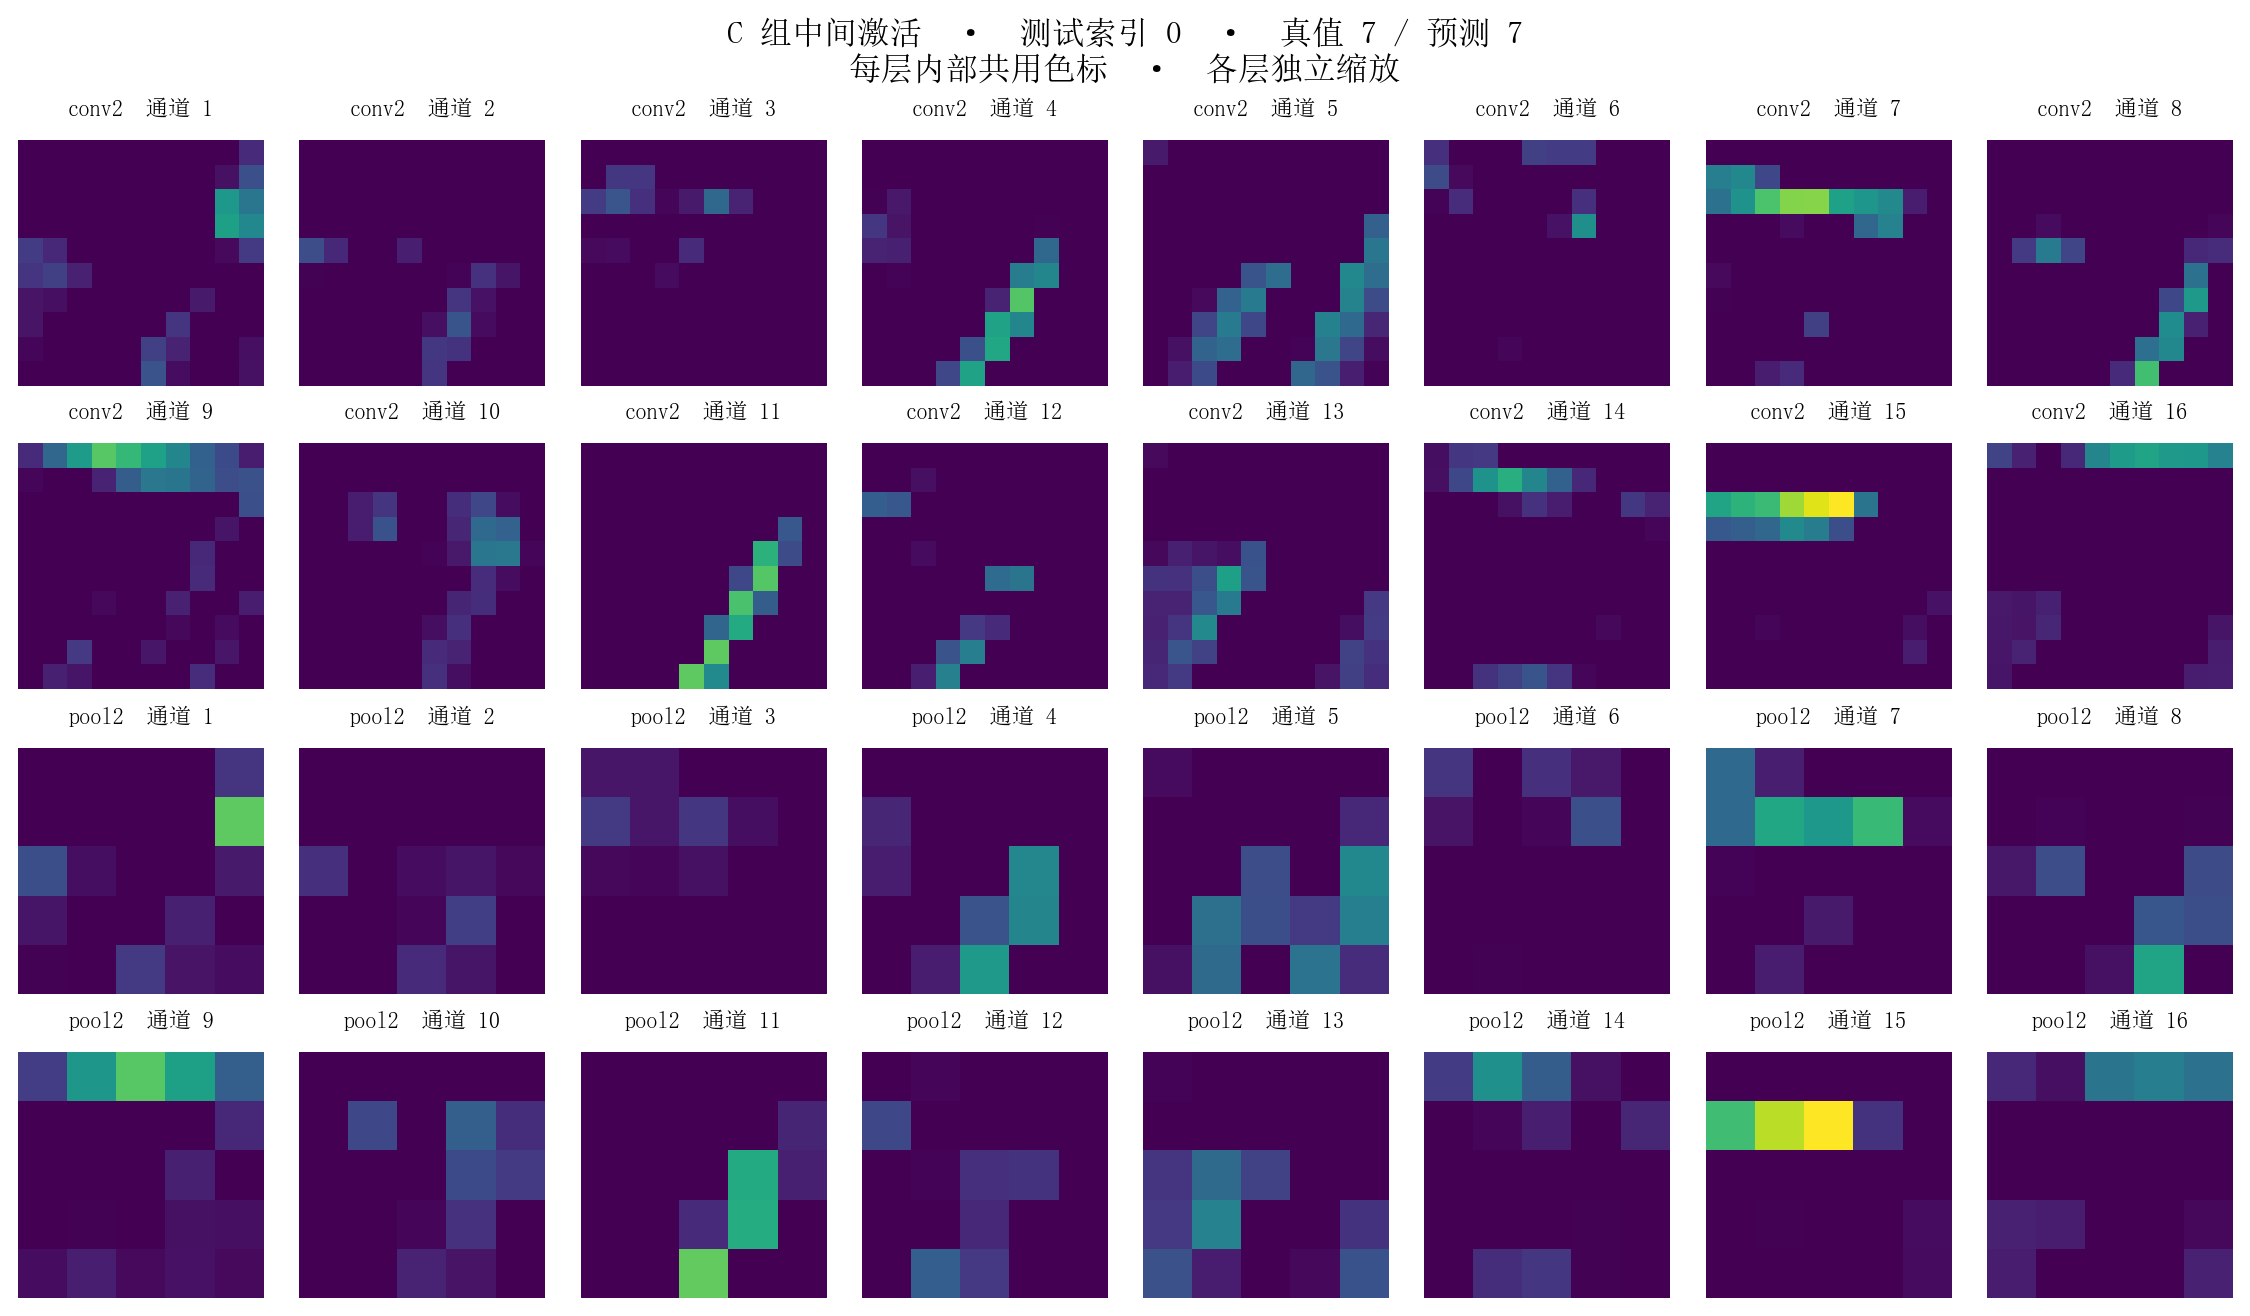 C 组中间激活 • 测试索引 0 • 真值 7 / 预测 7
每层内部共用色标 • 各层独立缩放
conv2 通道 1
conv2 通道 2
conv2 通道 3
conv2 通道 4
conv2 通道 5
conv2 通道 6
conv2 通道 7
conv2 通道 8
conv2 通道 9
conv2 通道 10
conv2 通道 11
conv2 通道 12
conv2 通道 13
conv2 通道 14
conv2 通道 15
conv2 通道 16
pool2 通道 1
pool2 通道 2
pool2 通道 3
pool2 通道 4
pool2 通道 5
pool2 通道 6
pool2 通道 7
pool2 通道 8
pool2 通道 9
pool2 通道 10
pool2 通道 11
pool2 通道 12
pool2 通道 13
pool2 通道 14
pool2 通道 15
pool2 通道 16